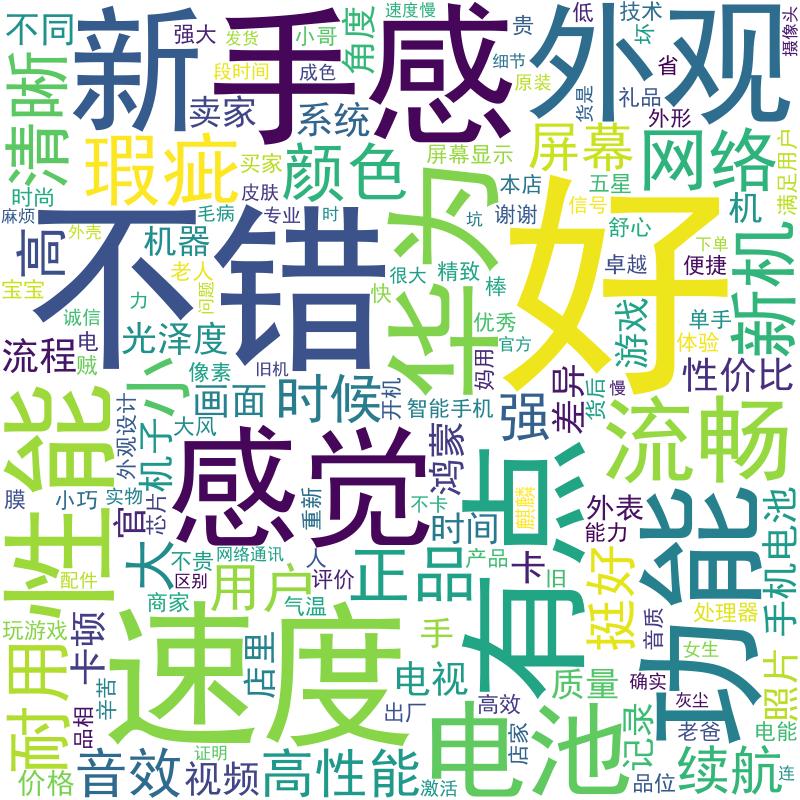 不同
新
强大
发货
小哥
角度
速度慢
手感
贵
细节
原装
外观
低
技术
坏
省
摄像头
段时间
成色
清晰
卖家
系统
货是
礼品
外形
瑕疵
买家
颜色
屏幕显示
屏幕
网络
满足用户
时尚
皮肤
华为
本店
五星
机
麻烦
毛病
专业
时
坑
谢谢
信号
舒心
高
外壳
机器
不错
好
下单
新机
宝宝
老人
问题
很大
精致
卓越
便捷
力
快
棒
诚信
光泽度
优秀
游戏
单手
流程
电
贼
像素
旧机
官方
体验
妈用
差异
性价比
小
画面
时候
开机
智能手机
货后
慢
强
性能
外观设计
机子
大风
感觉
鸿蒙
有点
流畅
膜
小巧
实物
官
芯片
重新
不卡
麒麟
外表
功能
手机电池
大
时间
能力
不贵
网络通讯
人
正品
产品
卡
旧
挺好
配件
区别
用户
评价
商家
气温
音质
处理器
玩游戏
卡顿
速度
店里
手
女生
耐用
辛苦
电视
质量
确实
照片
品相
出厂
高效
灰尘
记录
老爸
电能
证明
电池
店家
价格
音效
视频
高性能
激活
品位
续航
连